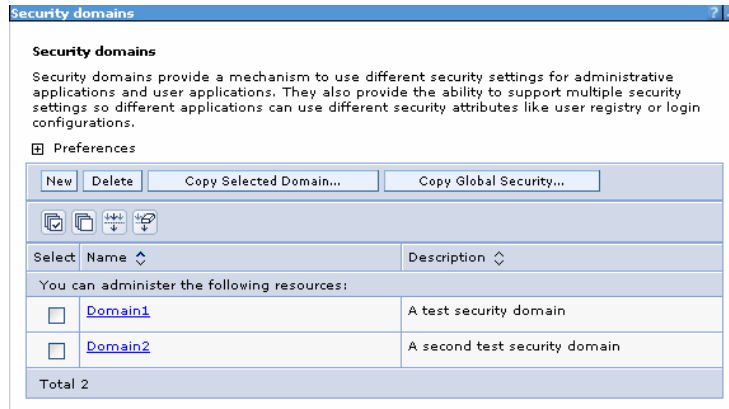 Security domains ?
Security domains
Security domains provide a mechanism to use different security settings for administrative
applications and user applications. They also provide the ability to support multiple security
settings so different applications can use different security attributes like user registry or login
configurations.
Preferences
New Delete Copy Selected Domain... Copy Global Security...
Select Name Description
You can administer the following resources:
Domain1 A test security domain
Domain2 A second test security domain
Total 2